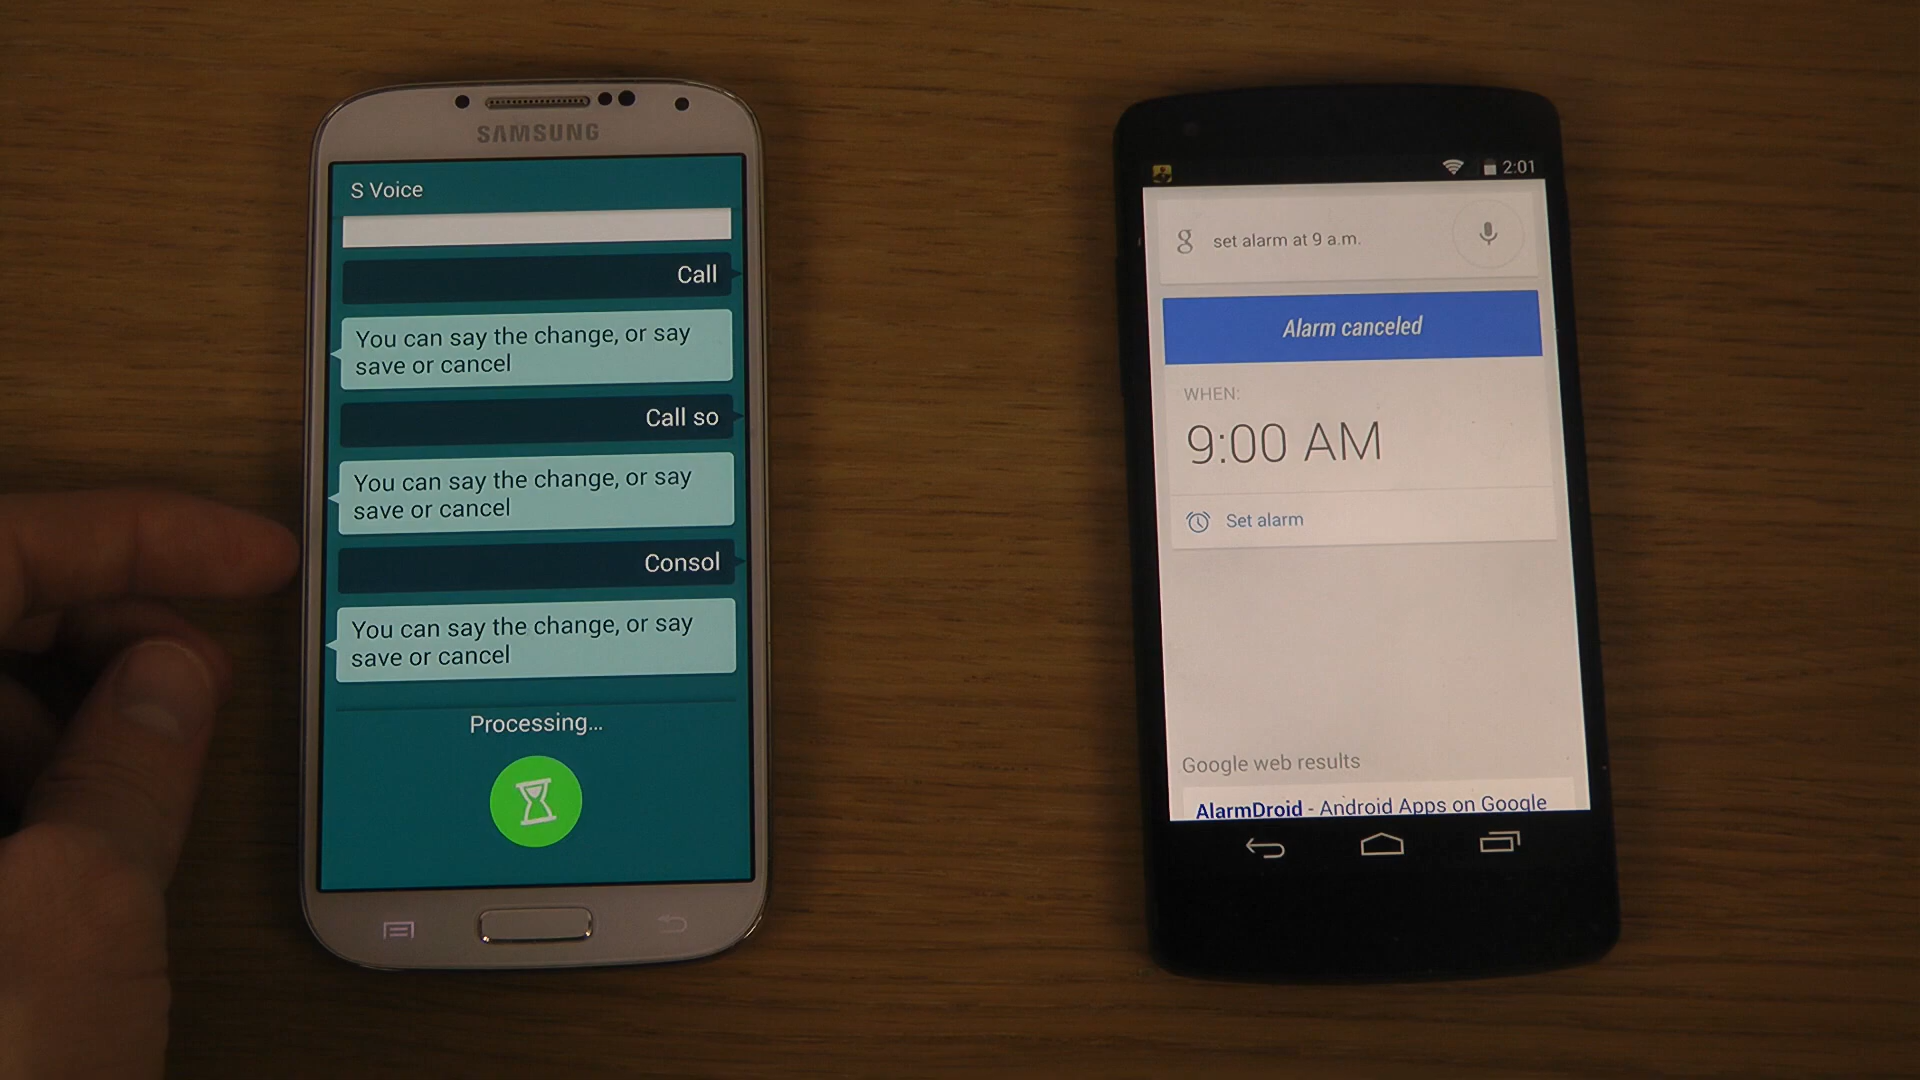 SAMSUNG
S Voice
Call
You can say the change, or say
save or cancel
Call so
You can say the change, or say
save or cancel
Consol
You can say the change, or say
save or cancel
Processing...
2:01
g set alarm at 9 a.m.
Alarm canceled
WHEN:
9:00 AM
Set alarm
Google web results
AlarmDroid - Android Apps on Google